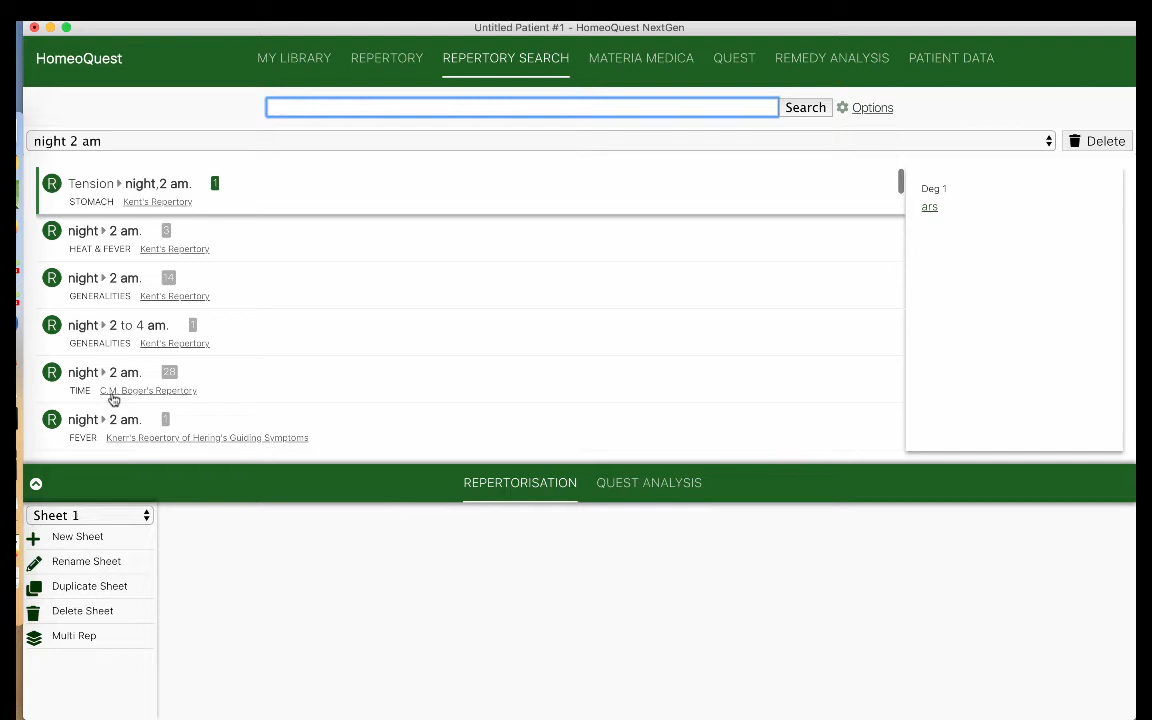 Untitled Patient #1 - HomeoQuest NextGen
HomeoQuest MY LIBRARY REPERTORY REPERTORY SEARCH MATERIA MEDICA QUEST REMEDY ANALYSIS PATIENT DATA
Search Options
night 2 am Delete
R Tension night,2 am. 1
STOMACH Kent's Repertory
Deg 1
ars
R night 2 am. 3
HEAT & FEVER Kent's Repertory
R night 2 am. 14
GENERALITIES Kent's Repertory
R night 2 to 4 am. 1
GENERALITIES Kent's Repertory
R night 2 am. 28
TIME C.M. Boger's Repertory
R night 2 am. 1
FEVER Knerr's Repertory of Hering's Guiding Symptoms
REPERTORISATION QUEST ANALYSIS
Sheet 1
New Sheet
Rename Sheet
Duplicate Sheet
Delete Sheet
Multi Rep